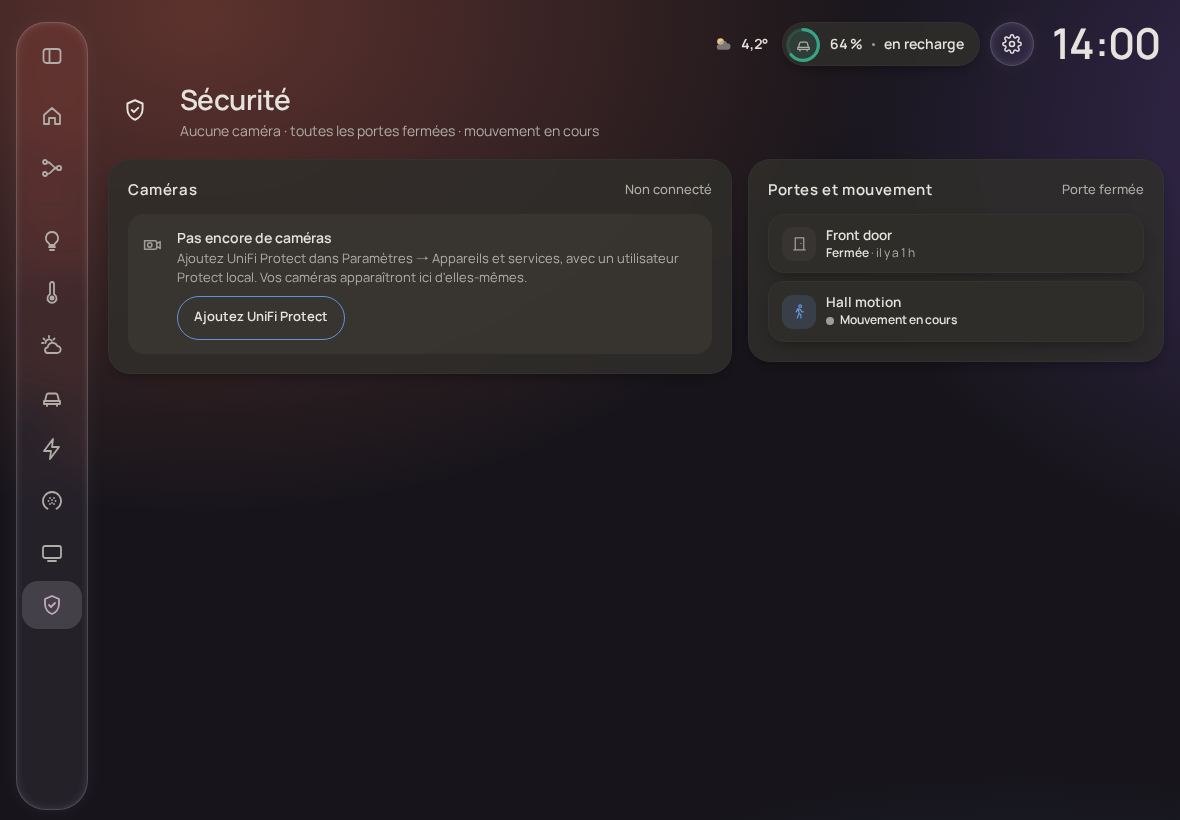 4,2°
64 % · en recharge
14:00
Sécurité
Aucune caméra · toutes les portes fermées · mouvement en cours
Caméras
Non connecté
Pas encore de caméras
Ajoutez UniFi Protect dans Paramètres → Appareils et services, avec un utilisateur
Protect local. Vos caméras apparaîtront ici d'elles-mêmes.
Ajoutez UniFi Protect
Portes et mouvement
Porte fermée
Front door
Fermée · il y a 1 h
Hall motion
Mouvement en cours